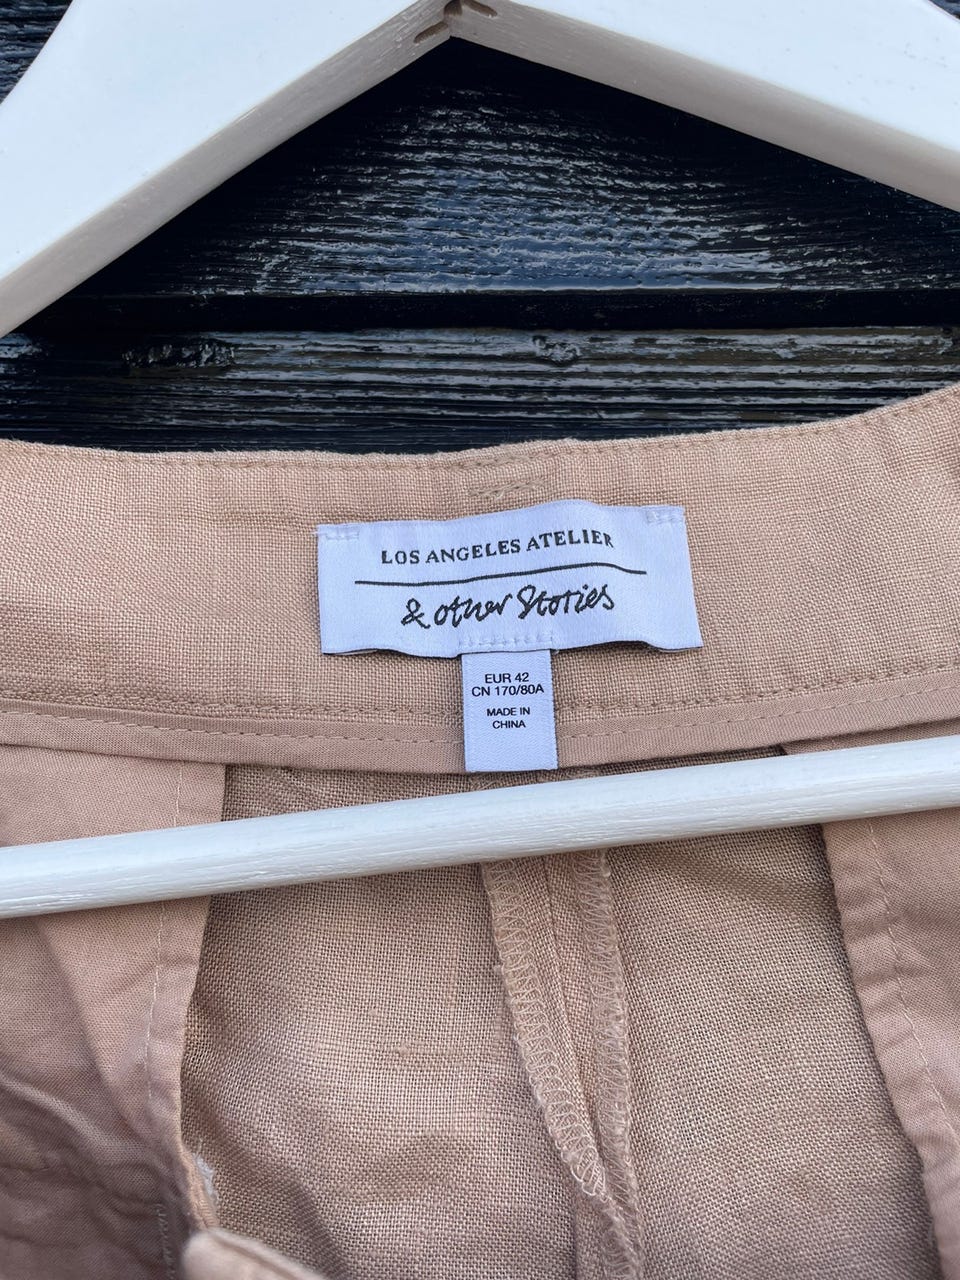 LOS ANGELES ATELIER
& other Stories
EUR 42
CN 170/80A
MADE IN
CHINA